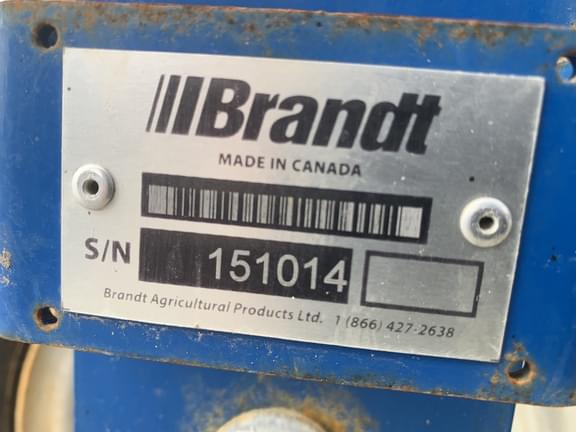 Brandt
MADE IN CANADA
S/N 151014
Brandt Agricultural Products Ltd. 1 (866) 427-2638